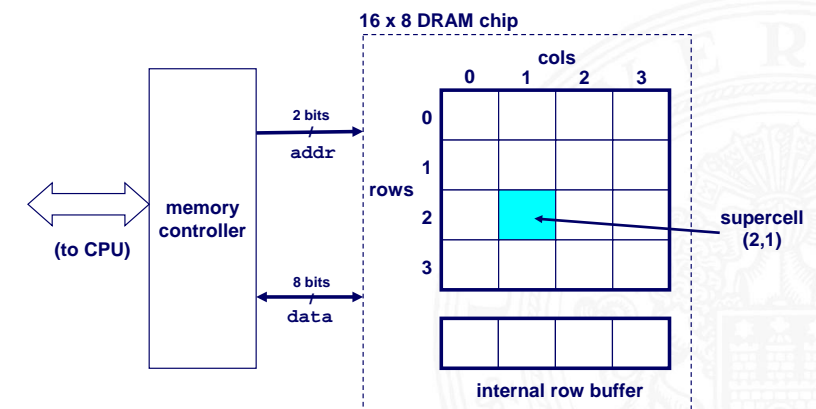 16 x 8 DRAM chip
cols
0 1 2 3
2 bits
addr
0
1
rows
2
3
memory
controller
(to CPU)
supercell
(2,1)
8 bits
data
internal row buffer